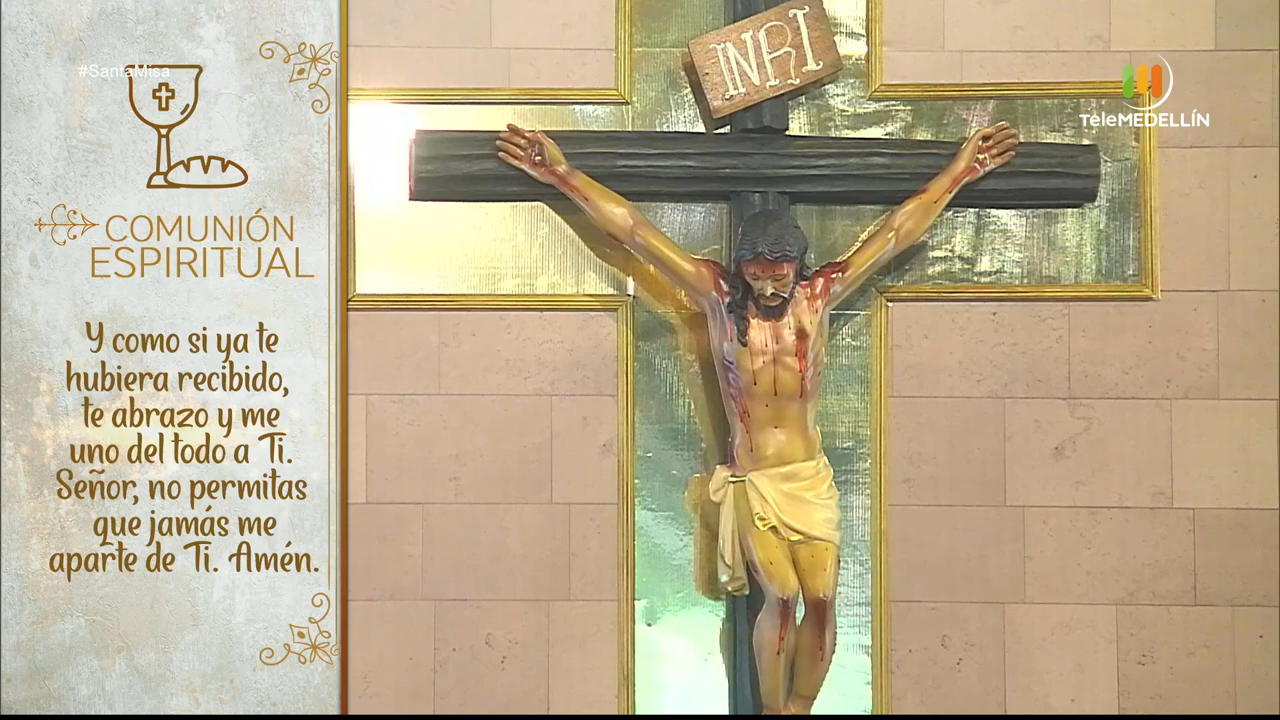 #SantaMisa
COMUNIÓN
ESPIRITUAL
Y como si ya te
hubiera recibido,
te abrazo y me
uno del todo a Ti.
Señor, no permitas
que jamás me
aparte de Ti. Amén.
INRI
TéleMEDELLÍN